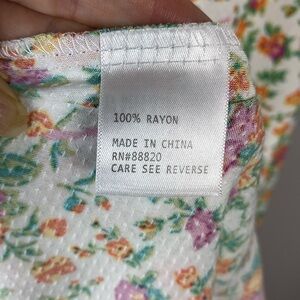 100% RAYON
MADE IN CHINA
RN#88820
CARE SEE REVERSE